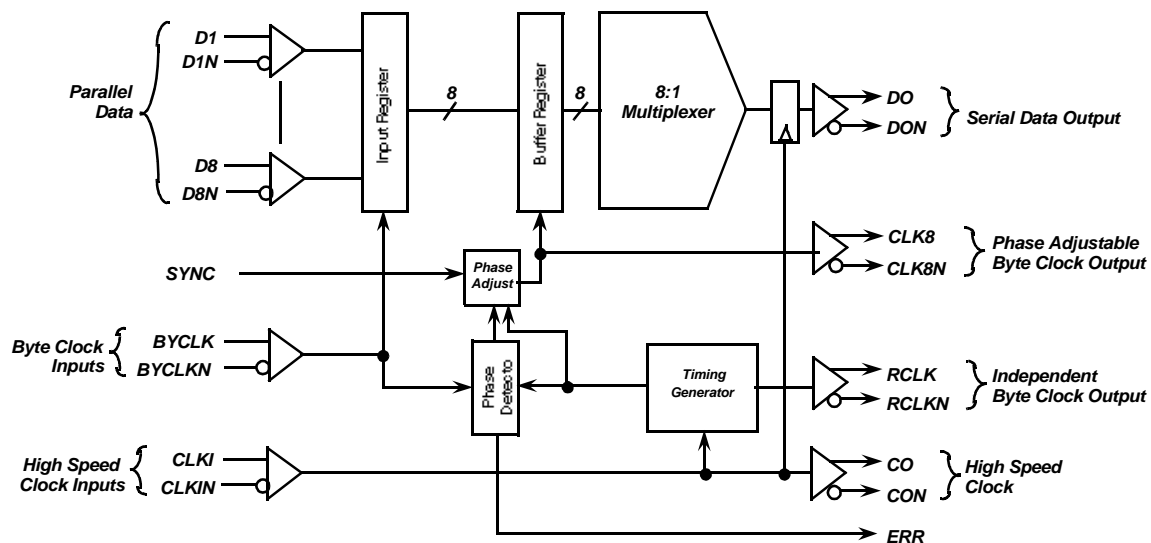 D1
D1N
Parallel
Data
D8
D8N
Input Register
8
Buffer Register
8
8:1
Multiplexer
DO
DON
Serial Data Output
SYNC
Phase
Adjust
CLK8
CLK8N
Phase Adjustable
Byte Clock Output
Byte Clock
Inputs
BYCLK
BYCLKN
Phase
Detecto
Timing
Generator
RCLK
RCLKN
Independent
Byte Clock Output
High Speed
Clock Inputs
CLKI
CLKIN
CO
CON
High Speed
Clock
ERR